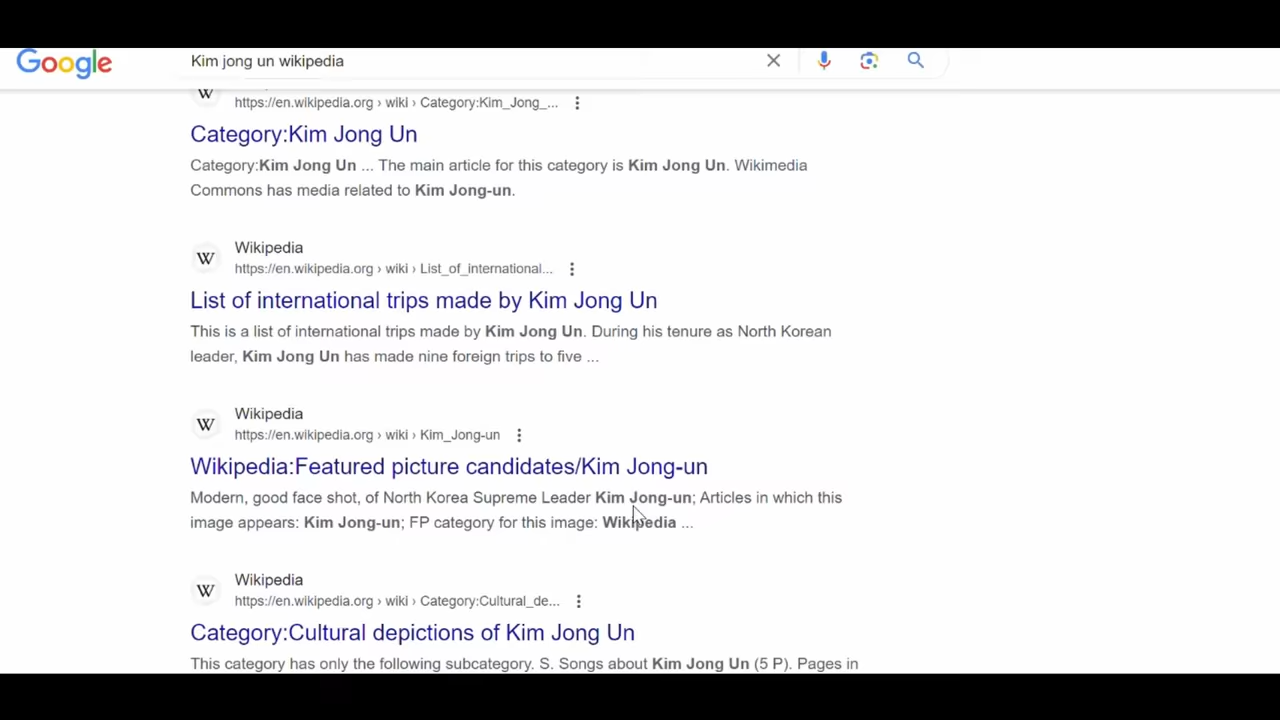 Google
Kim jong un wikipedia
W
https://en.wikipedia.org › wiki › Category:Kim_Jong_...
Category:Kim Jong Un
Category:Kim Jong Un ... The main article for this category is Kim Jong Un. Wikimedia
Commons has media related to Kim Jong-un.
W
Wikipedia
https://en.wikipedia.org › wiki › List_of_international...
List of international trips made by Kim Jong Un
This is a list of international trips made by Kim Jong Un. During his tenure as North Korean
leader, Kim Jong Un has made nine foreign trips to five ...
W
Wikipedia
https://en.wikipedia.org › wiki › Kim_Jong-un
Wikipedia:Featured picture candidates/Kim Jong-un
Modern, good face shot, of North Korea Supreme Leader Kim Jong-un; Articles in which this
image appears: Kim Jong-un; FP category for this image: Wikipedia ...
W
Wikipedia
https://en.wikipedia.org › wiki › Category:Cultural_de...
Category:Cultural depictions of Kim Jong Un
This category has only the following subcategory. S. Songs about Kim Jong Un (5 P). Pages in